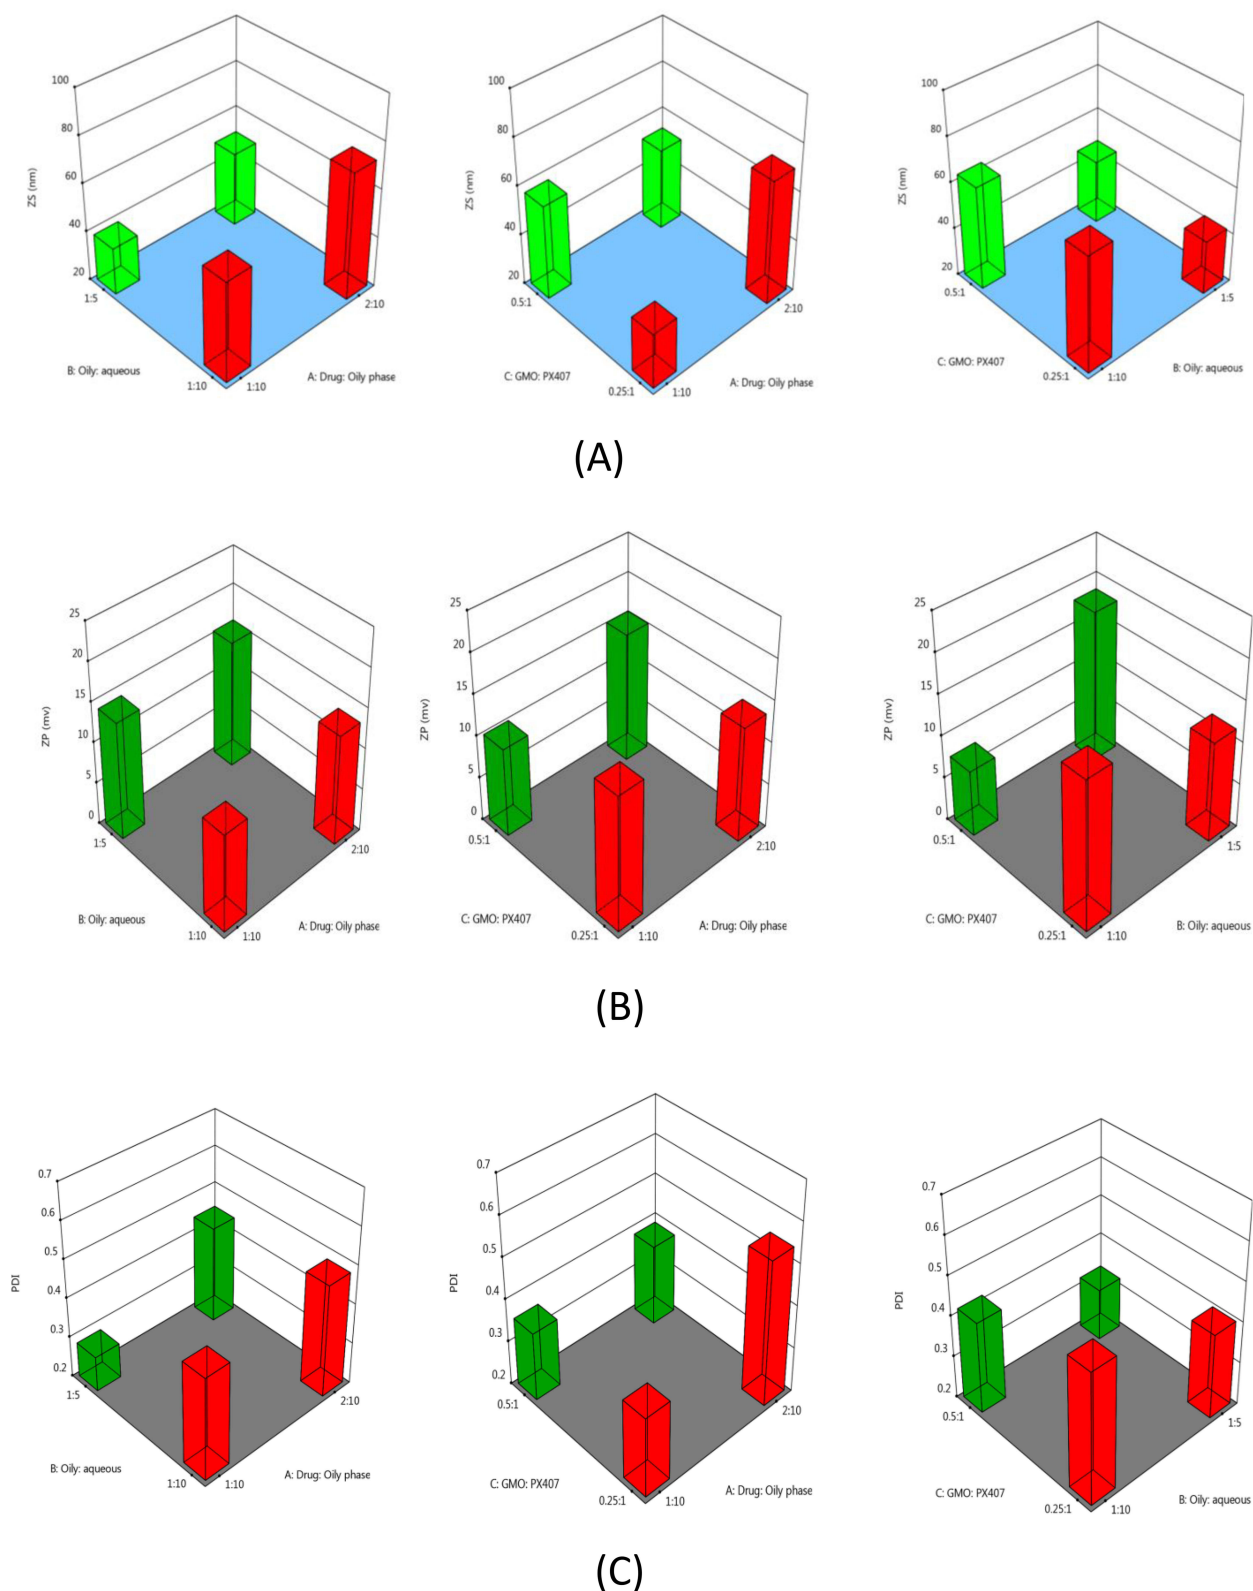 100
80
60
40
20
ZS (nm)
1:5
B: Oily: aqueous
1:10
1:10
A: Drug: Oily phase
2:10
100
80
60
40
20
ZS (nm)
0.5:1
C: GMO: PX407
0.25:1
1:10
A: Drug: Oily phase
2:10
100
80
60
40
20
ZS (nm)
0.5:1
C: GMO: PX407
0.25:1
1:10
B: Oily: aqueous
1:5
(A)
25
20
15
10
5
0
ZP (mv)
1:5
B: Oily: aqueous
1:10
1:10
A: Drug: Oily phase
2:10
25
20
15
10
5
0
ZP (mv)
0.5:1
C: GMO: PX407
0.25:1
1:10
A: Drug: Oily phase
2:10
25
20
15
10
5
0
ZP (mv)
0.5:1
C: GMO: PX407
0.25:1
1:10
B: Oily: aqueous
1:5
(B)
0.7
0.6
0.5
0.4
0.3
0.2
PDI
1:5
B: Oily: aqueous
1:10
1:10
A: Drug: Oily phase
2:10
0.7
0.6
0.5
0.4
0.3
0.2
PDI
0.5:1
C: GMO: PX407
0.25:1
1:10
A: Drug: Oily phase
2:10
0.7
0.6
0.5
0.4
0.3
0.2
PDI
0.5:1
C: GMO: PX407
0.25:1
1:10
B: Oily: aqueous
1:5
(C)